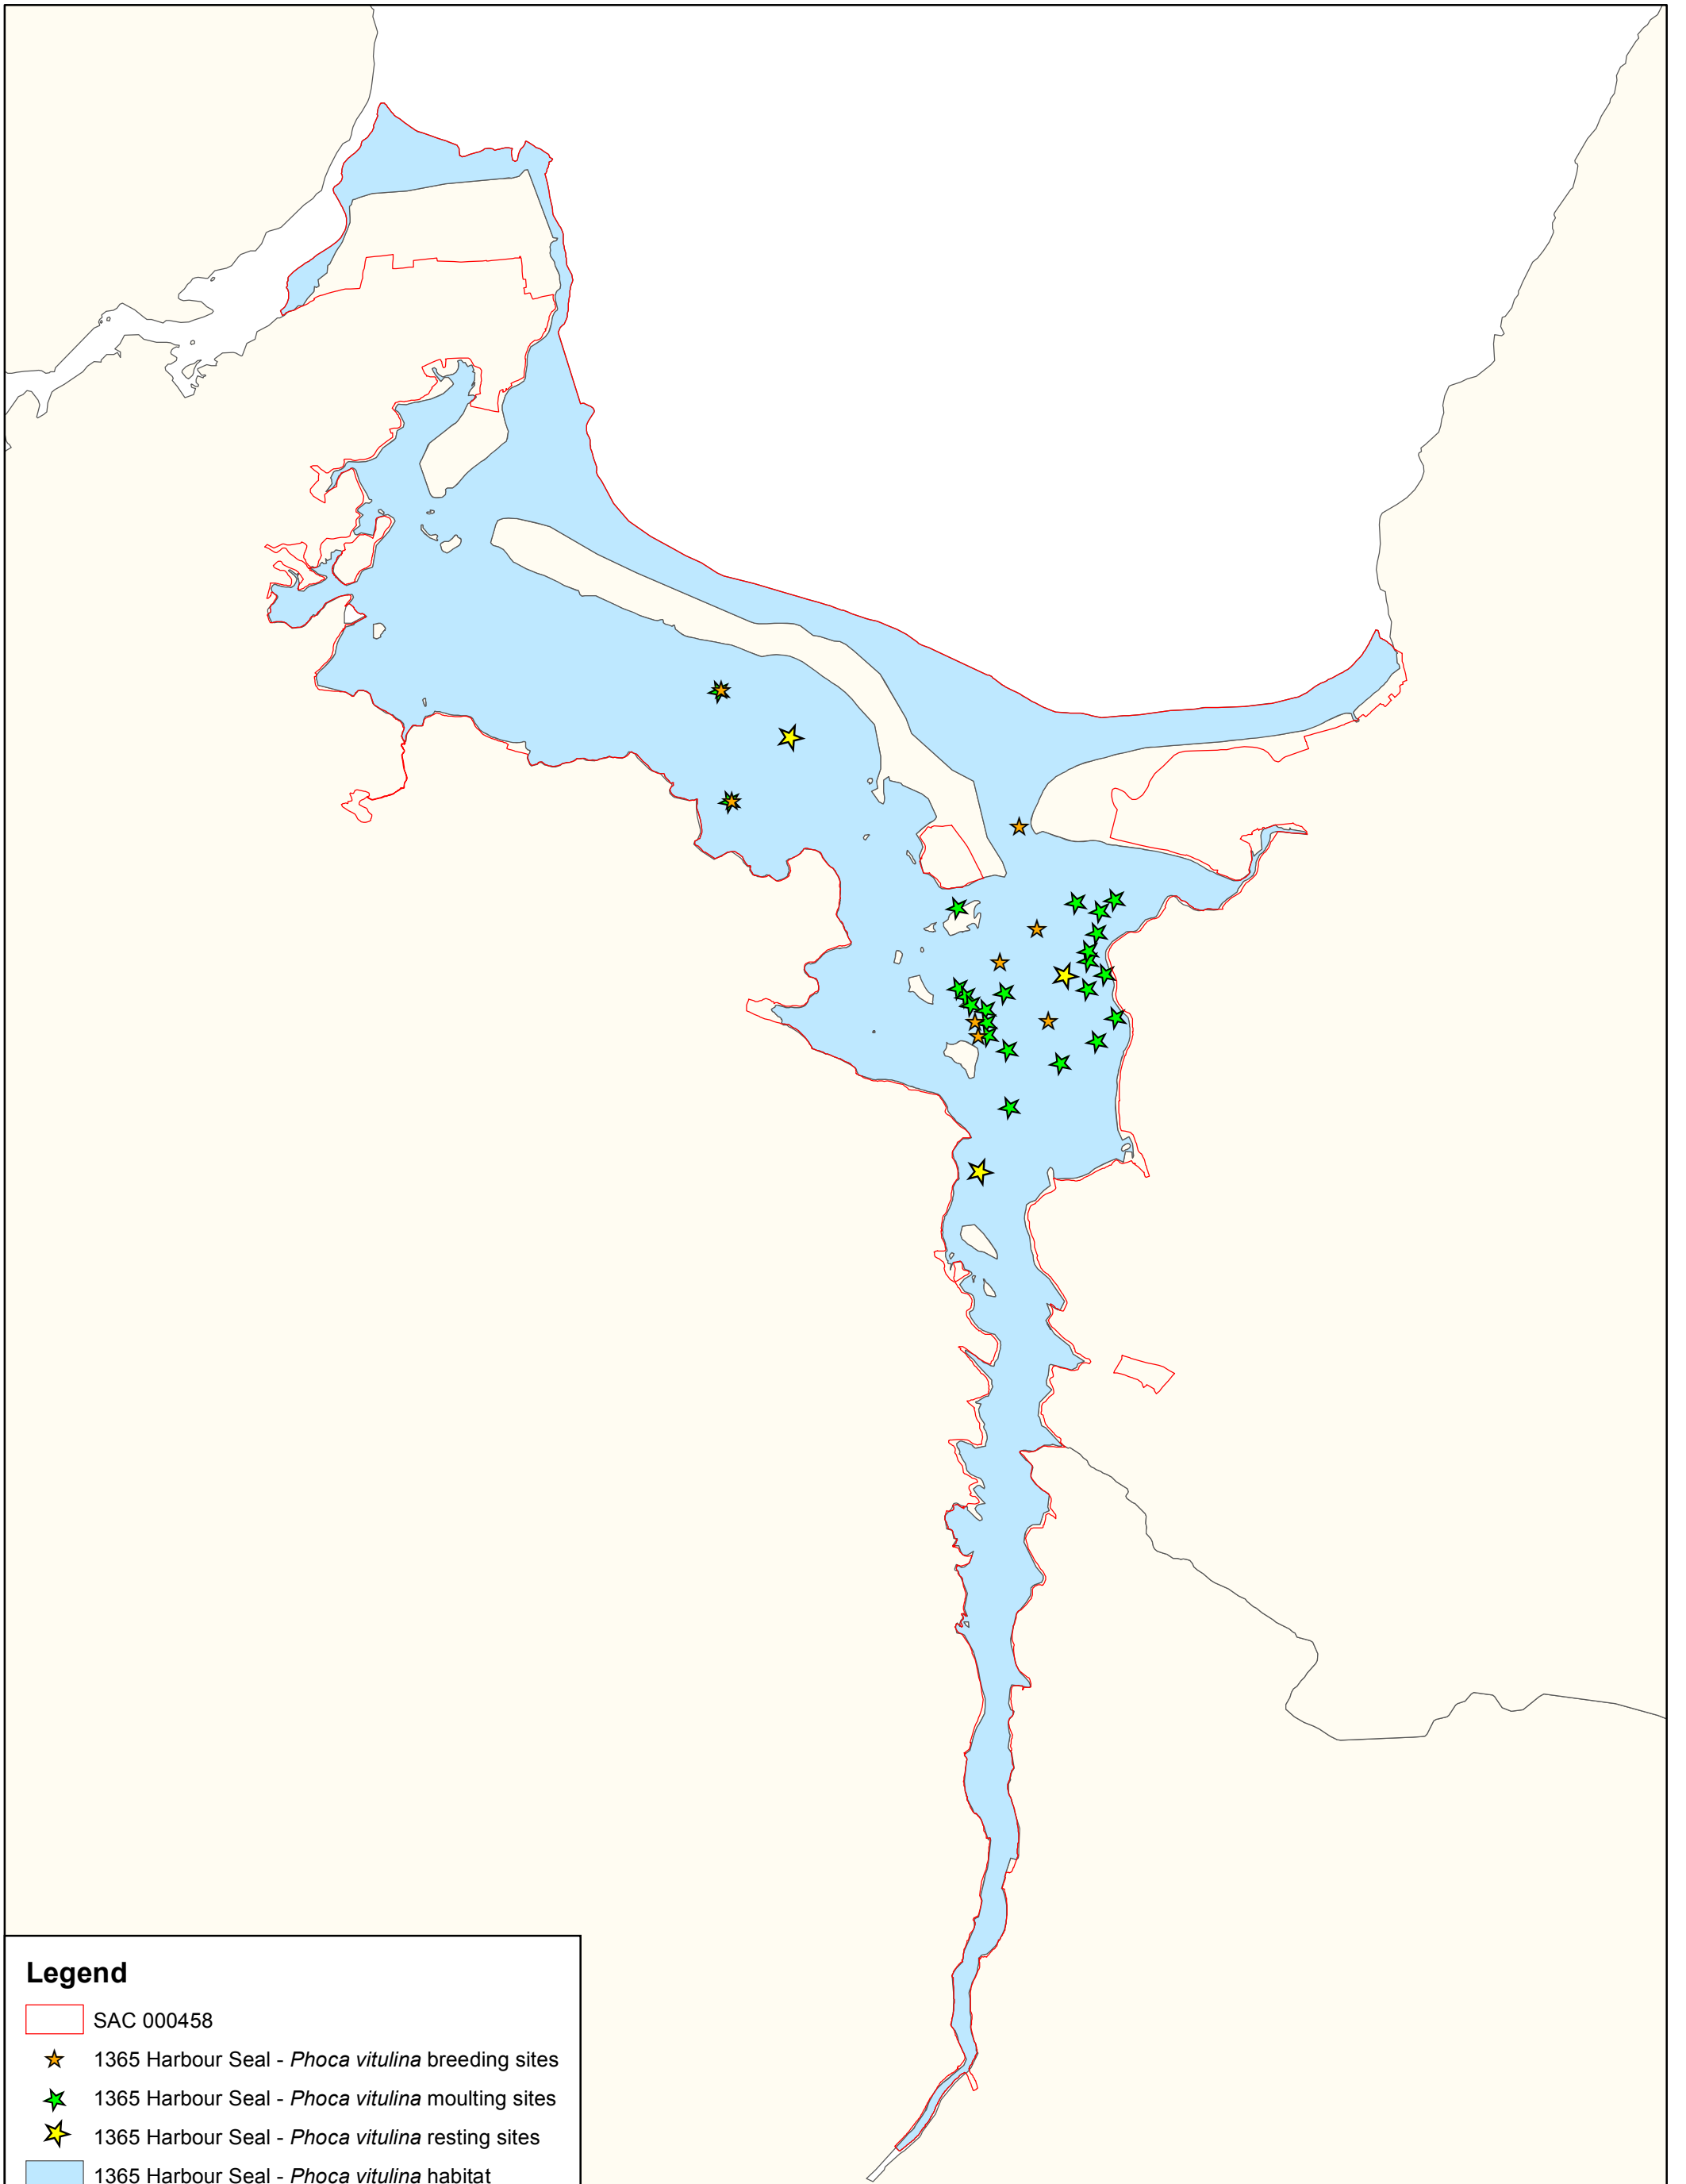 Legend
SAC 000458
1365 Harbour Seal - Phoca vitulina breeding sites
1365 Harbour Seal - Phoca vitulina moulting sites
1365 Harbour Seal - Phoca vitulina resting sites
1365 Harbour Seal - Phoca vitulina habitat